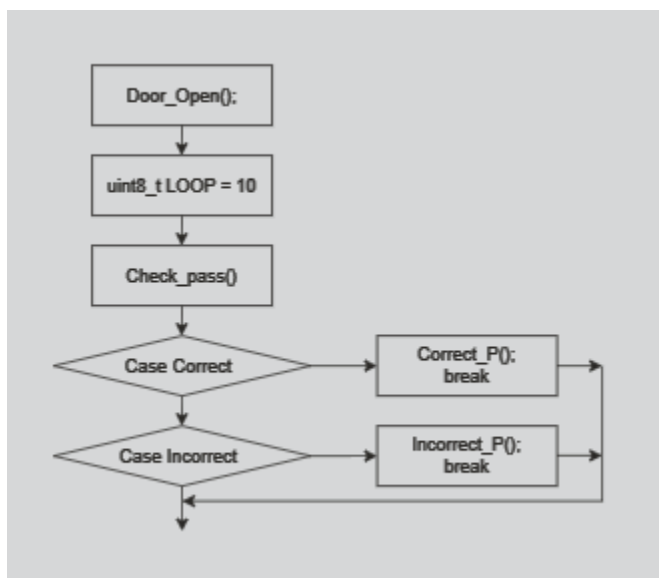 Door_Open();
uint8_t LOOP = 10
Check_pass()
Case Correct
Correct_P();
break
Case Incorrect
Incorrect_P();
break